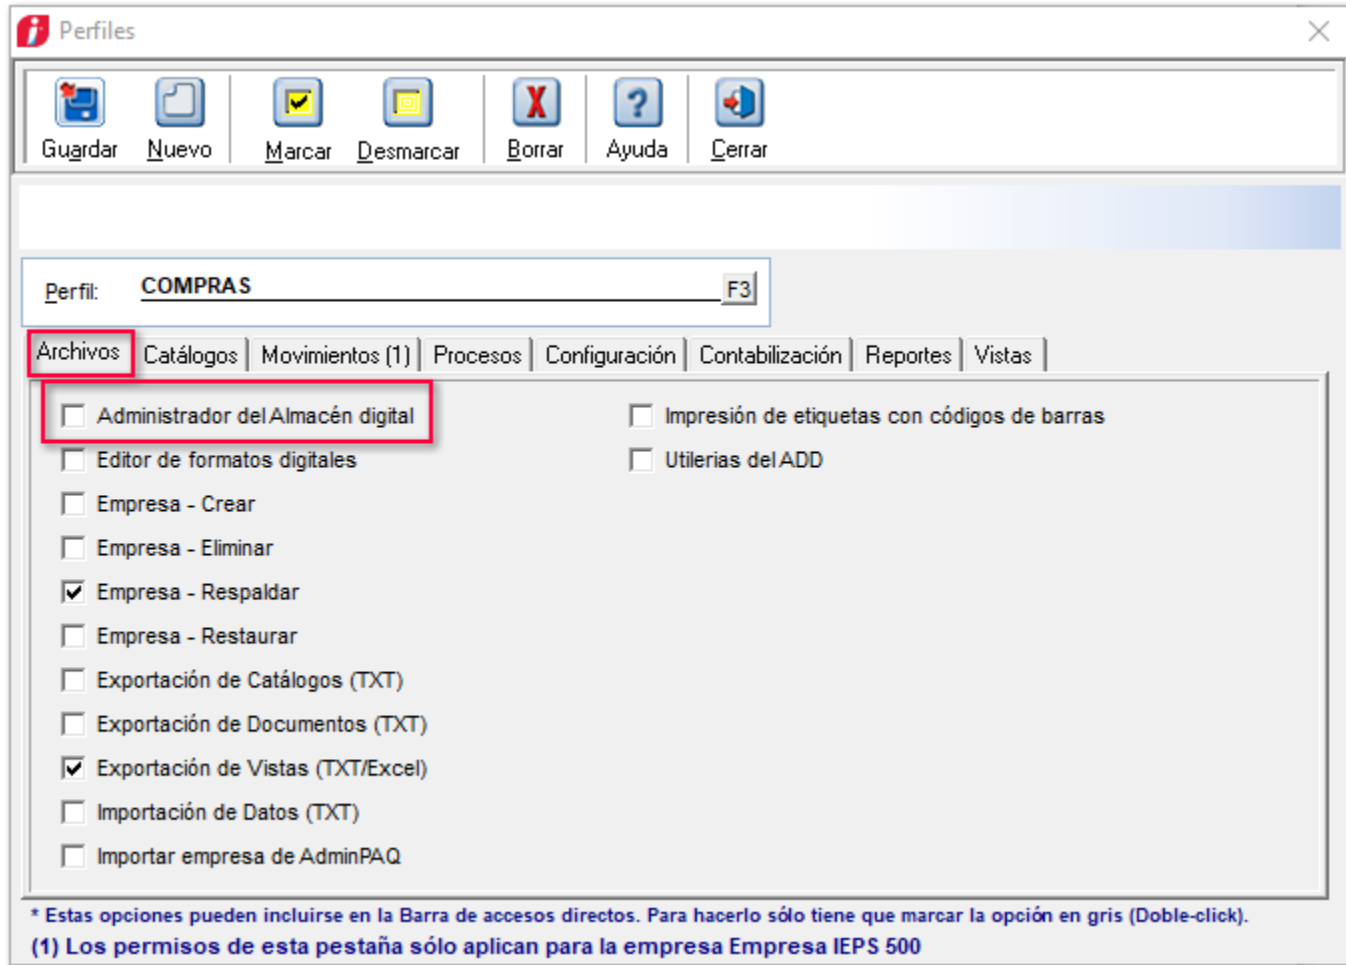 Perfiles
Guardar Nuevo Marcar Desmarcar Borrar Ayuda Cerrar
Perfil: COMPRAS F3
Archivos Catálogos Movimientos (1) Procesos Configuración Contabilización Reportes Vistas
Administrador del Almacén digital Impresión de etiquetas con códigos de barras
Editor de formatos digitales Utilerias del ADD
Empresa - Crear
Empresa - Eliminar
Empresa - Respaldar
Empresa - Restaurar
Exportación de Catálogos (TXT)
Exportación de Documentos (TXT)
Exportación de Vistas (TXT/Excel)
Importación de Datos (TXT)
Importar empresa de AdminPAQ
* Estas opciones pueden incluirse en la Barra de accesos directos. Para hacerlo sólo tiene que marcar la opción en gris (Doble-click).
(1) Los permisos de esta pestaña sólo aplican para la empresa Empresa IEPS 500